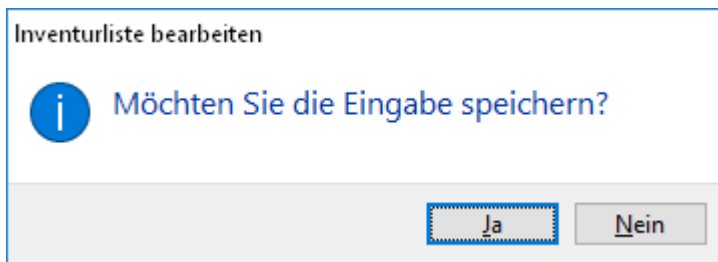 Inventurliste bearbeiten
Möchten Sie die Eingabe speichern?
Ja Nein